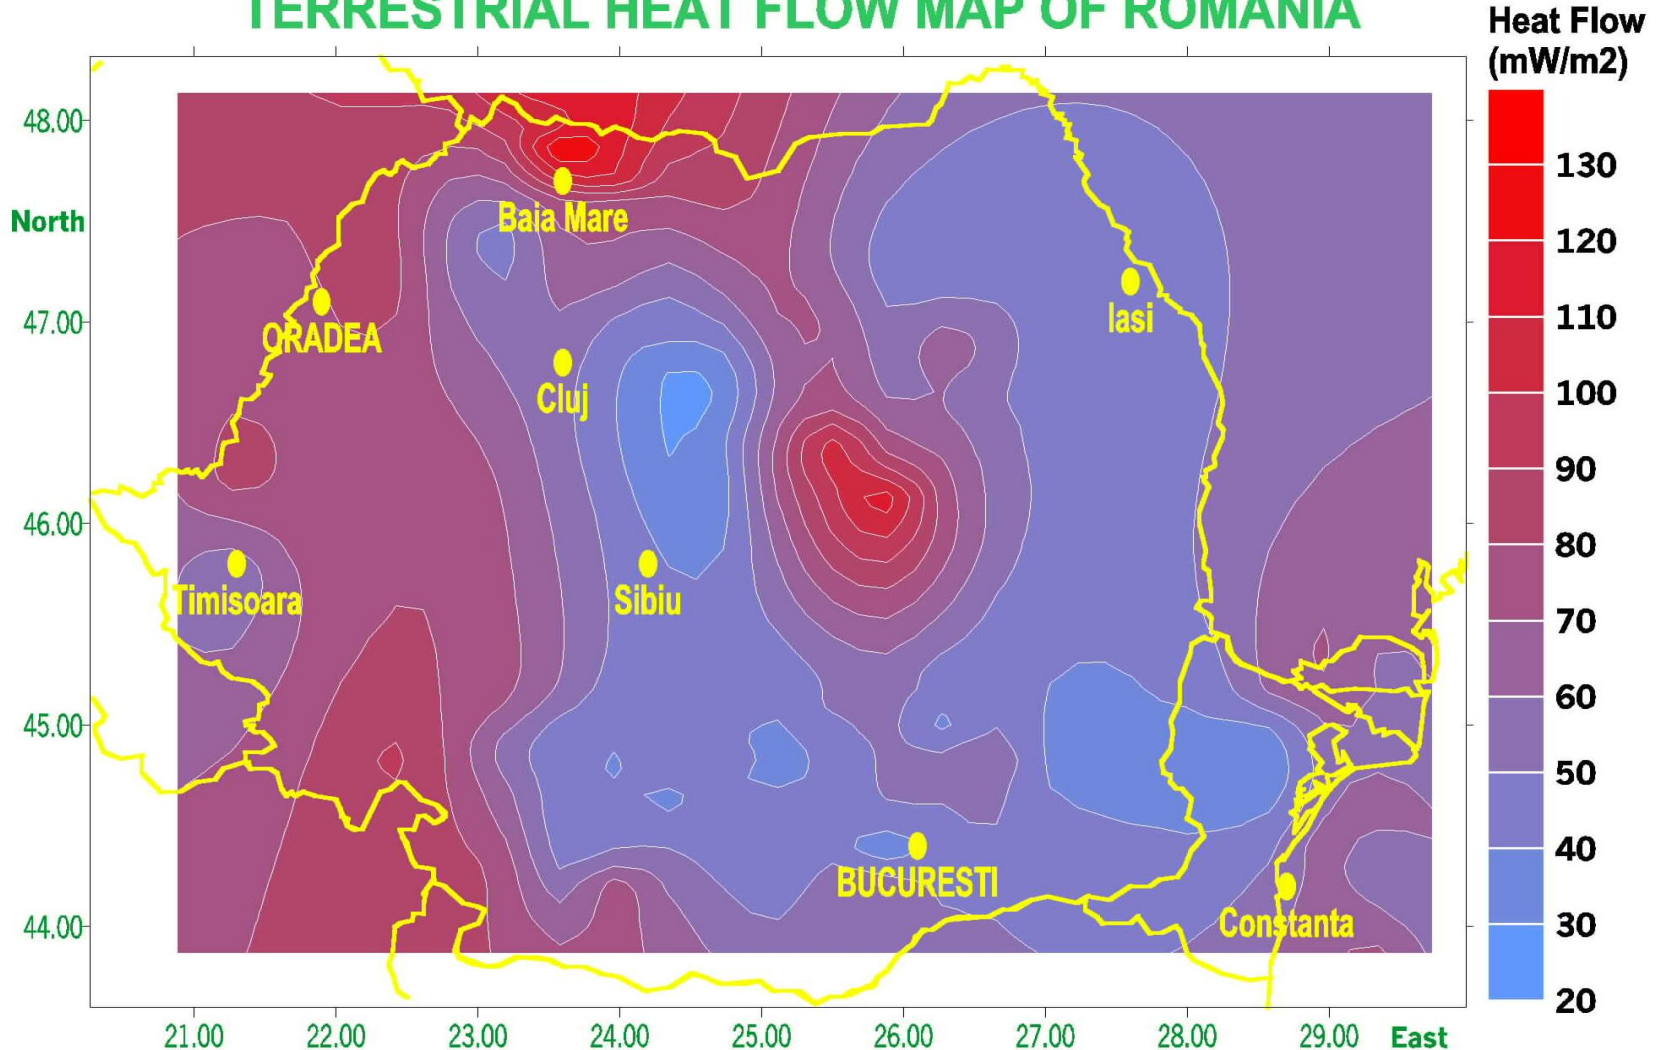 TERRESTRIAL HEAT FLOW MAP OF ROMANIA
Heat Flow
(mW/m2)
130
120
110
100
90
80
70
60
50
40
30
20
48.00
North
47.00
46.00
45.00
44.00
Baia Mare
ORADEA
Iasi
Cluj
Timisoara
Sibiu
BUCURESTI
Constanta
21.00 22.00 23.00 24.00 25.00 26.00 27.00 28.00 29.00 East